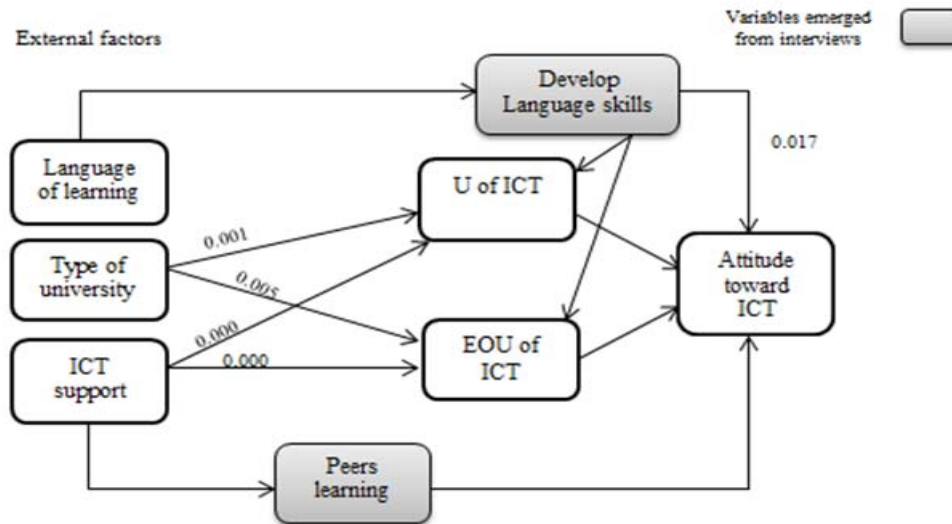 External factors
Variables emerged
from interviews
Develop
Language skills
0.017
Language
of learning
U of ICT
0.001
Type of
university
0.005
Attitude
toward
ICT
0.000
ICT
support
0.000
EOU of
ICT
Peers
learning